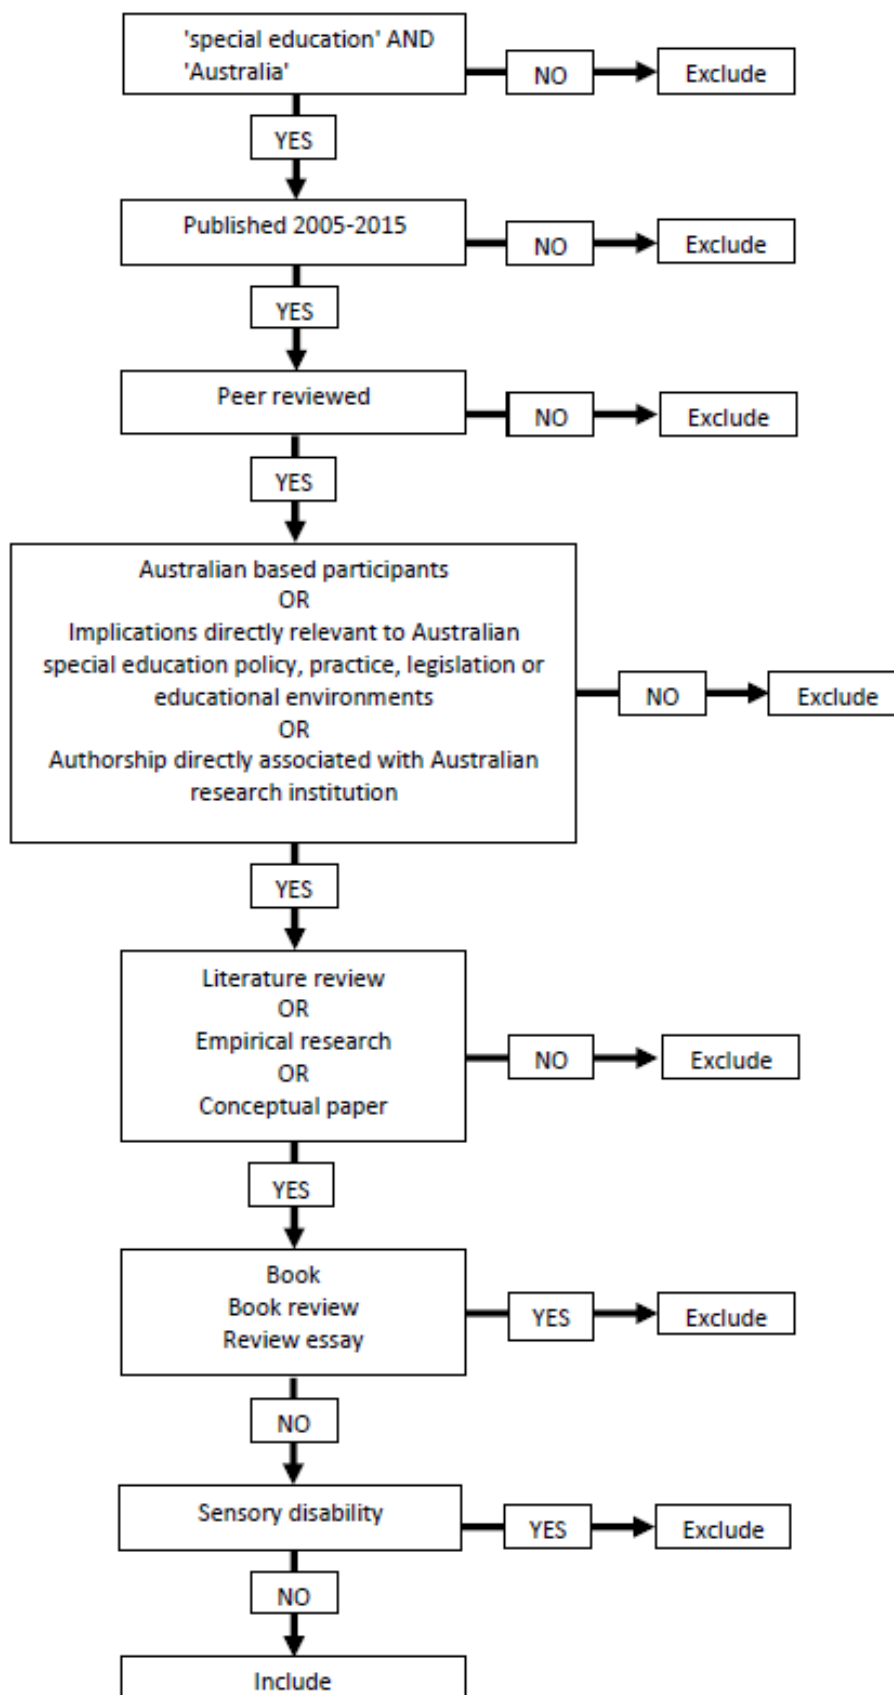 'special education' AND
'Australia'
NO
Exclude
YES
Published 2005-2015
NO
Exclude
YES
Peer reviewed
NO
Exclude
YES
Australian based participants
OR
Implications directly relevant to Australian
special education policy, practice, legislation or
educational environments
OR
Authorship directly associated with Australian
research institution
NO
Exclude
YES
Literature review
OR
Empirical research
OR
Conceptual paper
NO
Exclude
YES
Book
Book review
Review essay
YES
Exclude
NO
Sensory disability
YES
Exclude
NO
Include